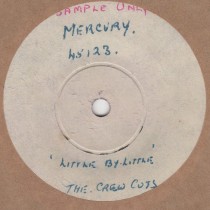 SAMPLE ONLY
MERCURY.
45123.
'LITTLE BY LITTLE'
THE. CREW CUTS